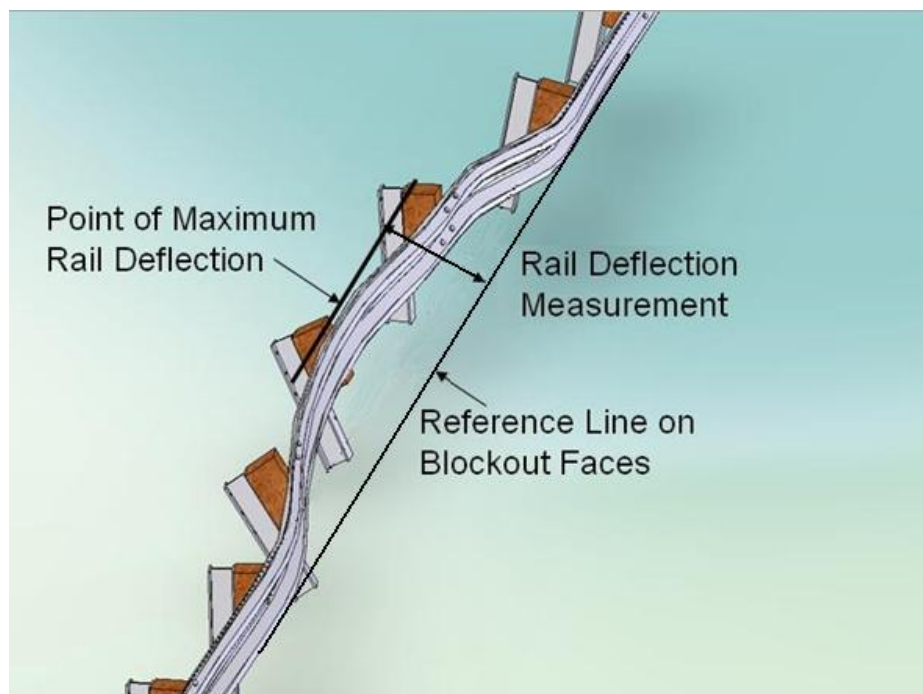 Point of Maximum
Rail Deflection
Rail Deflection
Measurement
Reference Line on
Blockout Faces